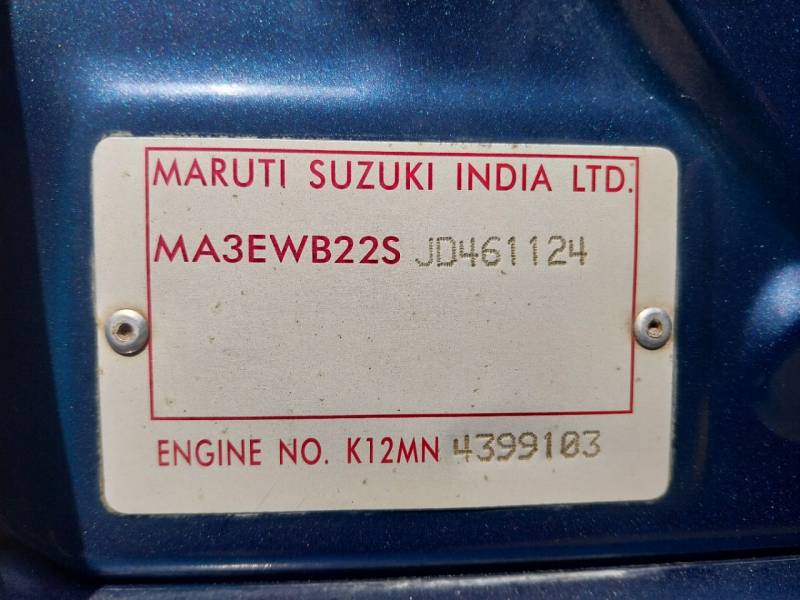 MARUTI SUZUKI INDIA LTD.
MA3EWB22S JD461124
ENGINE NO. K12MN 4399103